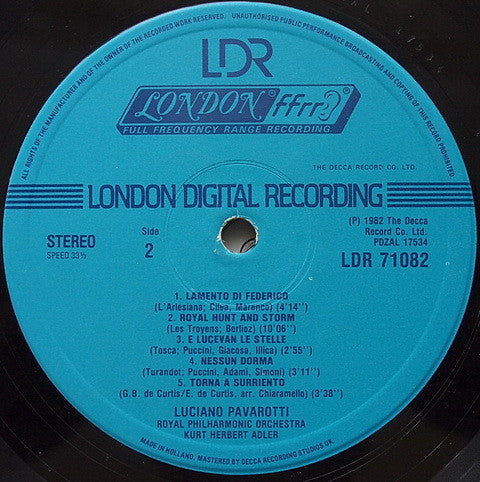 ALL RIGHTS OF THE MANUFACTURER AND OF THE OWNER OF THE RECORDED WORK RESERVED. UNAUTHORISED PUBLIC PERFORMANCE BROADCASTING AND COPYING OF THIS RECORD PROHIBITED.
LDR
LONDON ® ffrr ®
FULL FREQUENCY RANGE RECORDING
THE DECCA RECORD CO. LTD.
LONDON DIGITAL RECORDING
STEREO
SPEED 33⅓
Side
2
(P) 1982 The Decca
Record Co. Ltd.
PDZAL 17534
LDR 71082
1. LAMENTO DI FEDERICO
(L'Arlesiana; Cilea, Marenco) (4'14")
2. ROYAL HUNT AND STORM
(Les Troyens; Berlioz) (10'06")
3. E LUCEVAN LE STELLE
(Tosca; Puccini, Giacosa, Illica) (2'55")
4. NESSUN DORMA
(Turandot; Puccini, Adami, Simoni) (3'11")
5. TORNA A SURRIENTO
(G.B. de Curtis/E. de Curtis, arr. Chiaramello) (3'38")
LUCIANO PAVAROTTI
ROYAL PHILHARMONIC ORCHESTRA
KURT HERBERT ADLER
MADE IN HOLLAND, MASTERED BY DECCA RECORDING STUDIOS UK.